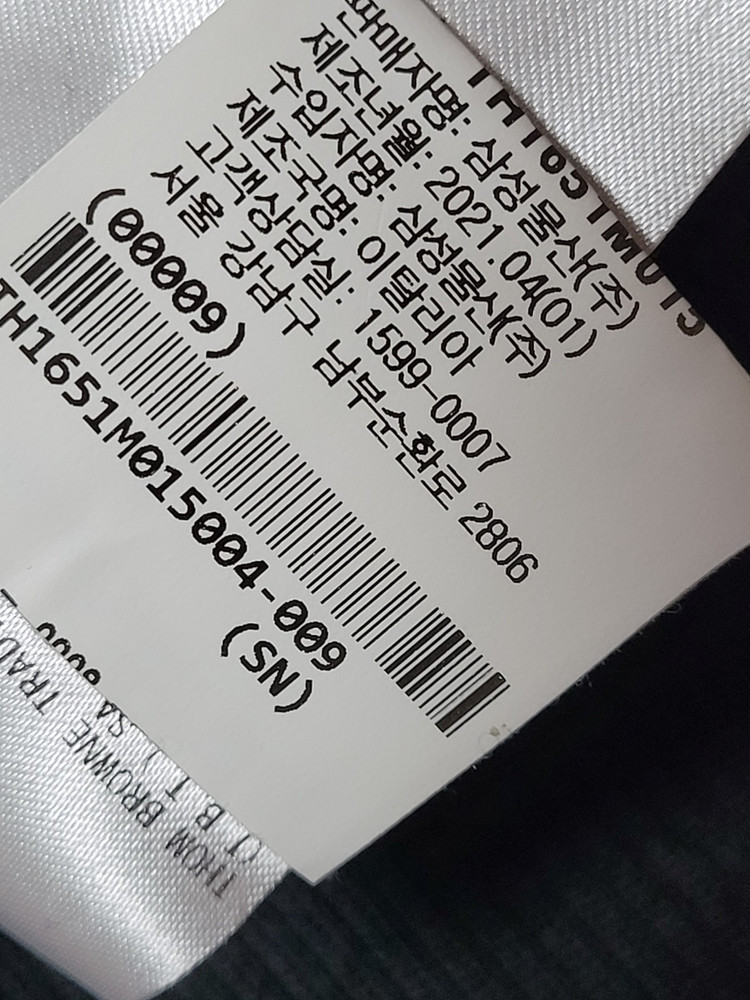 판매자명: 삼성물산(주)
제조년월: 2021.04(01)
수입자명: 삼성물산(주)
제조국명: 이탈리아
고객상담실: 1599-0007
서울 강남구 남부순환로 2806
(00009)
TH1651M015004-009
(SN)
TH1651M015
THOM BROWNE TRAD